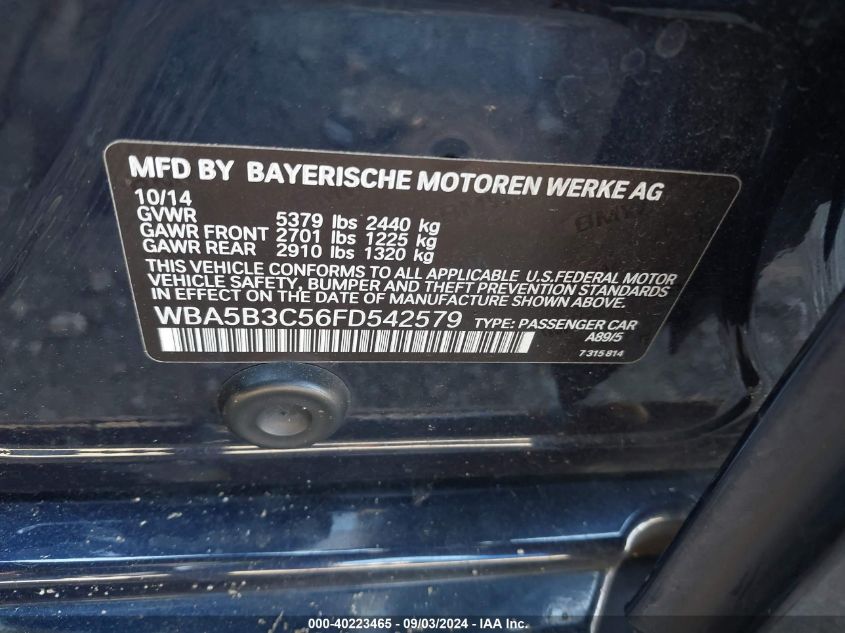 MFD BY BAYERISCHE MOTOREN WERKE AG
10/14
GVWR 5379 lbs 2440 kg
GAWR FRONT 2701 lbs 1225 kg
GAWR REAR 2910 lbs 1320 kg
THIS VEHICLE CONFORMS TO ALL APPLICABLE U.S.FEDERAL MOTOR
VEHICLE SAFETY, BUMPER AND THEFT PREVENTION STANDARDS
IN EFFECT ON THE DATE OF MANUFACTURE SHOWN ABOVE.
WBA5B3C56FD542579 TYPE: PASSENGER CAR
A89/5
7 315 814
000-40223465 - 09/03/2024 - IAA Inc.